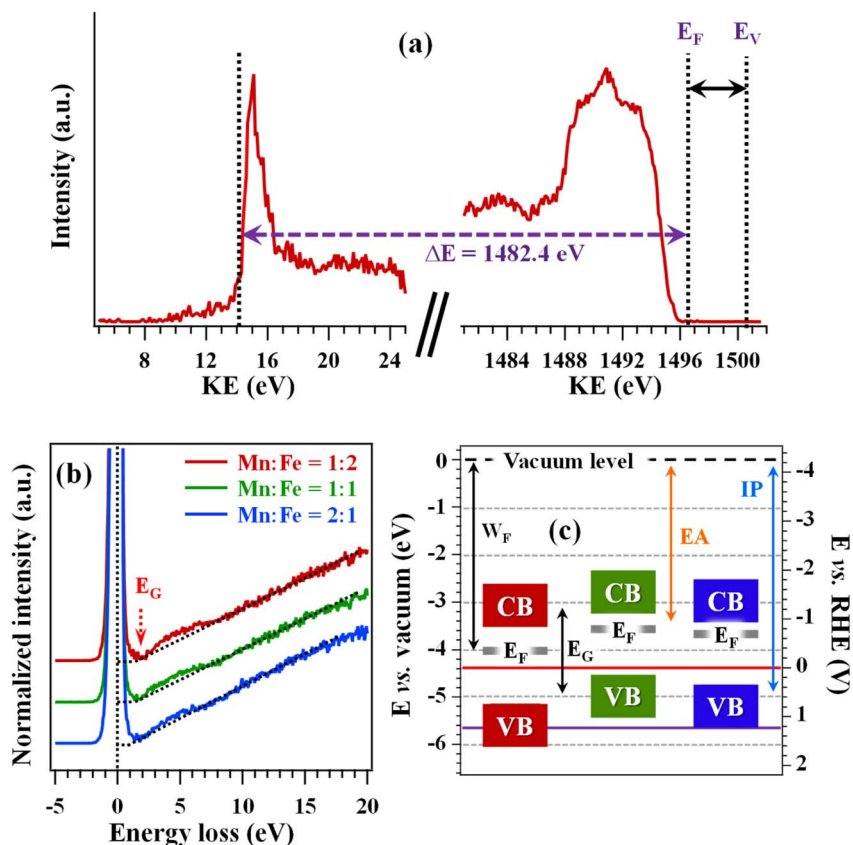 (a)
E_F E_V
Intensity (a.u.)
ΔE = 1482.4 eV
8 12 16 20 24 1484 1488 1492 1496 1500
KE (eV) KE (eV)
(b)
Mn:Fe = 1:2
Mn:Fe = 1:1
Mn:Fe = 2:1
E_G
Normalized intensity (a.u.)
-5 0 5 10 15 20
Energy loss (eV)
(c)
Vacuum level
W_F
EA
IP
CB CB CB
E_F E_F E_F
E_G
VB VB VB
E vs. vacuum (eV)
0
-1
-2
-3
-4
-5
-6
E vs. RHE (V)
-4
-3
-2
-1
0
1
2